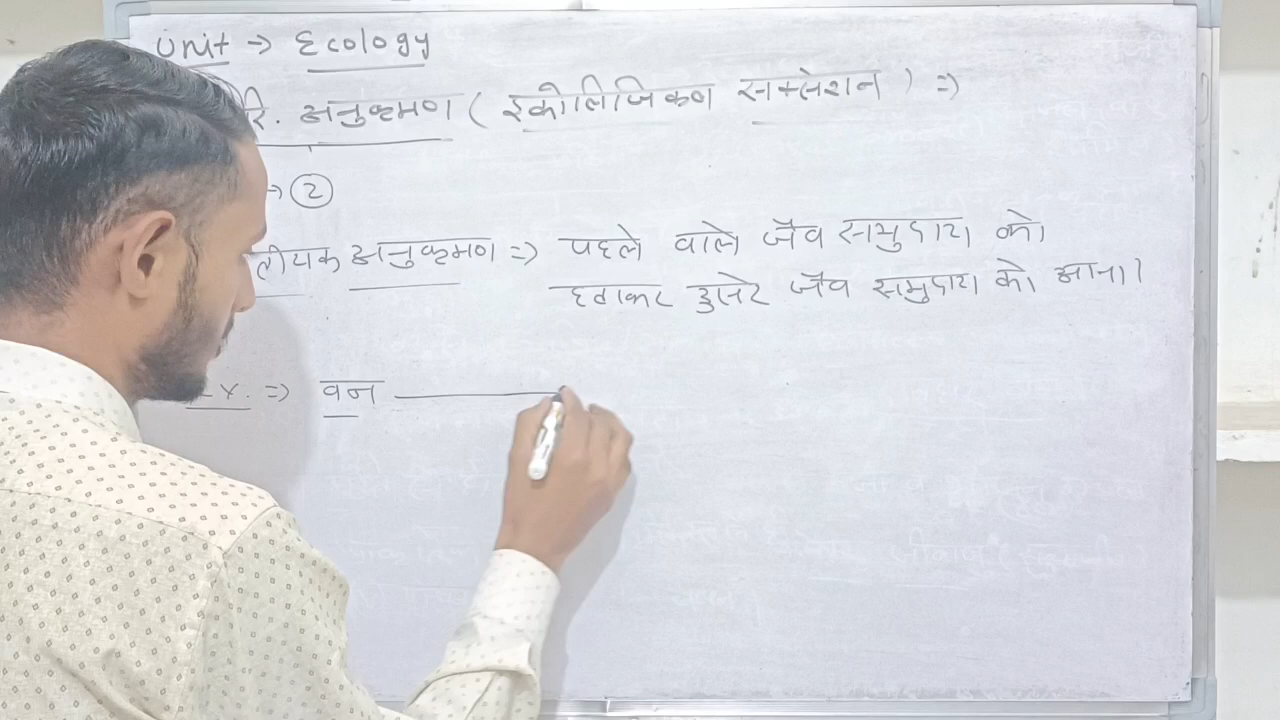 Unit → Ecology
रि. अनुक्रमण ( इकोलिजिकल सक्सेशन ) ⇒
→ ②
तीयक अनुक्रमण ⇒ पहले वाले जैव समुदाय को
हटाकर दुसरे जैव समुदाय को आना।
x. ⇒ वन